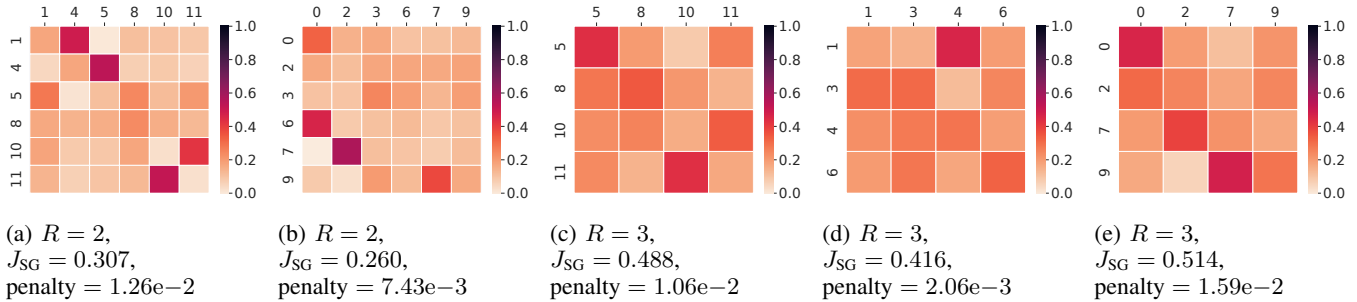 1 4 5 8 10 11
1
4
5
8
10
11
1.0
0.8
0.6
0.4
0.2
0.0
0 2 3 6 7 9
0
2
3
6
7
9
1.0
0.8
0.6
0.4
0.2
0.0
5 8 10 11
5
8
10
11
1.0
0.8
0.6
0.4
0.2
0.0
1 3 4 6
1
3
4
6
1.0
0.8
0.6
0.4
0.2
0.0
0 2 7 9
0
2
7
9
1.0
0.8
0.6
0.4
0.2
0.0
(a) R = 2,
J_SG = 0.307,
penalty = 1.26e−2
(b) R = 2,
J_SG = 0.260,
penalty = 7.43e−3
(c) R = 3,
J_SG = 0.488,
penalty = 1.06e−2
(d) R = 3,
J_SG = 0.416,
penalty = 2.06e−3
(e) R = 3,
J_SG = 0.514,
penalty = 1.59e−2